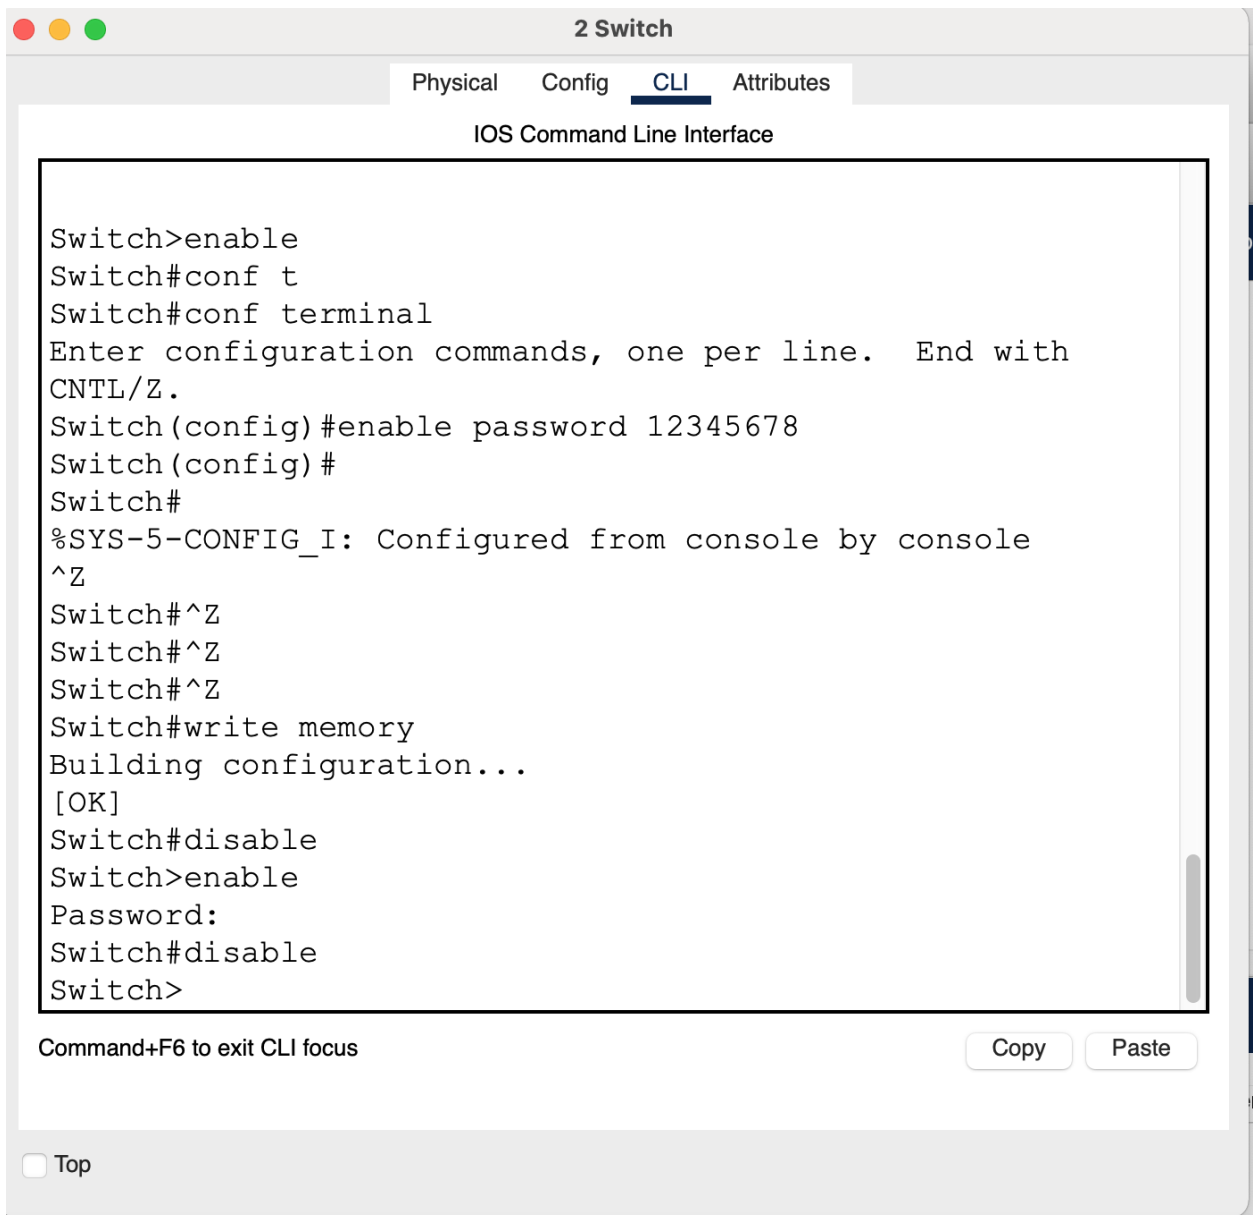 2 Switch
Physical Config CLI Attributes
IOS Command Line Interface
Switch>enable
Switch#conf t
Switch#conf terminal
Enter configuration commands, one per line.  End with
CNTL/Z.
Switch(config)#enable password 12345678
Switch(config)#
Switch#
%SYS-5-CONFIG_I: Configured from console by console
^Z
Switch#^Z
Switch#^Z
Switch#^Z
Switch#write memory
Building configuration...
[OK]
Switch#disable
Switch>enable
Password:
Switch#disable
Switch>
Command+F6 to exit CLI focus
Copy Paste
Top